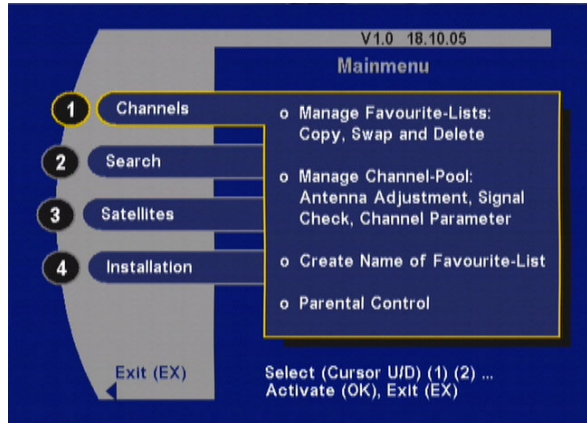 V1.0 18.10.05
Mainmenu
1 Channels
2 Search
3 Satellites
4 Installation
o Manage Favourite-Lists:
Copy, Swap and Delete
o Manage Channel-Pool:
Antenna Adjustment, Signal
Check, Channel Parameter
o Create Name of Favourite-List
o Parental Control
Exit (EX)
Select (Cursor U/D) (1) (2) ...
Activate (OK), Exit (EX)